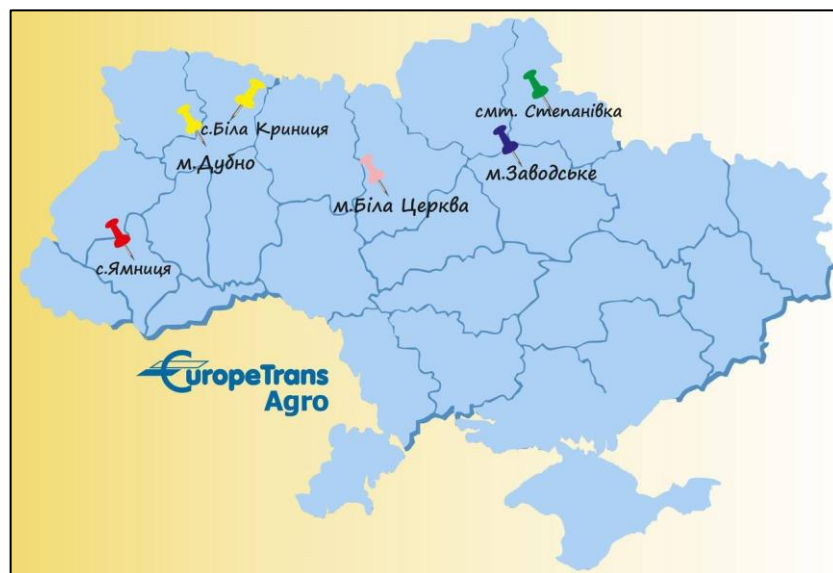 смт. Степанівка
с.Біла Криниця
м.Дубно
м.Заводське
м.Біла Церква
с.Ямниця
EuropeTrans
Agro